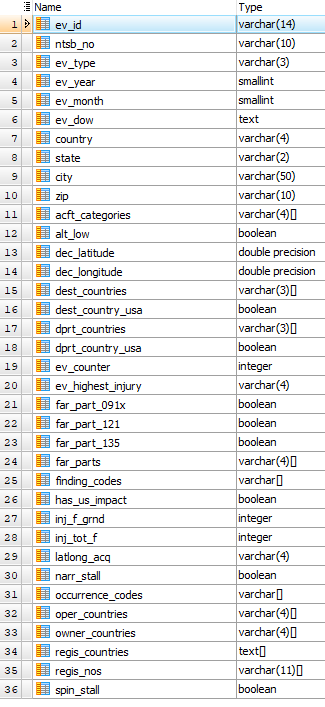 Name Type
1 ev_id varchar(14)
2 ntsb_no varchar(10)
3 ev_type varchar(3)
4 ev_year smallint
5 ev_month smallint
6 ev_dow text
7 country varchar(4)
8 state varchar(2)
9 city varchar(50)
10 zip varchar(10)
11 acft_categories varchar(4)[]
12 alt_low boolean
13 dec_latitude double precision
14 dec_longitude double precision
15 dest_countries varchar(3)[]
16 dest_country_usa boolean
17 dprt_countries varchar(3)[]
18 dprt_country_usa boolean
19 ev_counter integer
20 ev_highest_injury varchar(4)
21 far_part_091x boolean
22 far_part_121 boolean
23 far_part_135 boolean
24 far_parts varchar(4)[]
25 finding_codes varchar[]
26 has_us_impact boolean
27 inj_f_grnd integer
28 inj_tot_f integer
29 latlong_acq varchar(4)
30 narr_stall boolean
31 occurrence_codes varchar[]
32 oper_countries varchar(4)[]
33 owner_countries varchar(4)[]
34 regis_countries text[]
35 regis_nos varchar(11)[]
36 spin_stall boolean